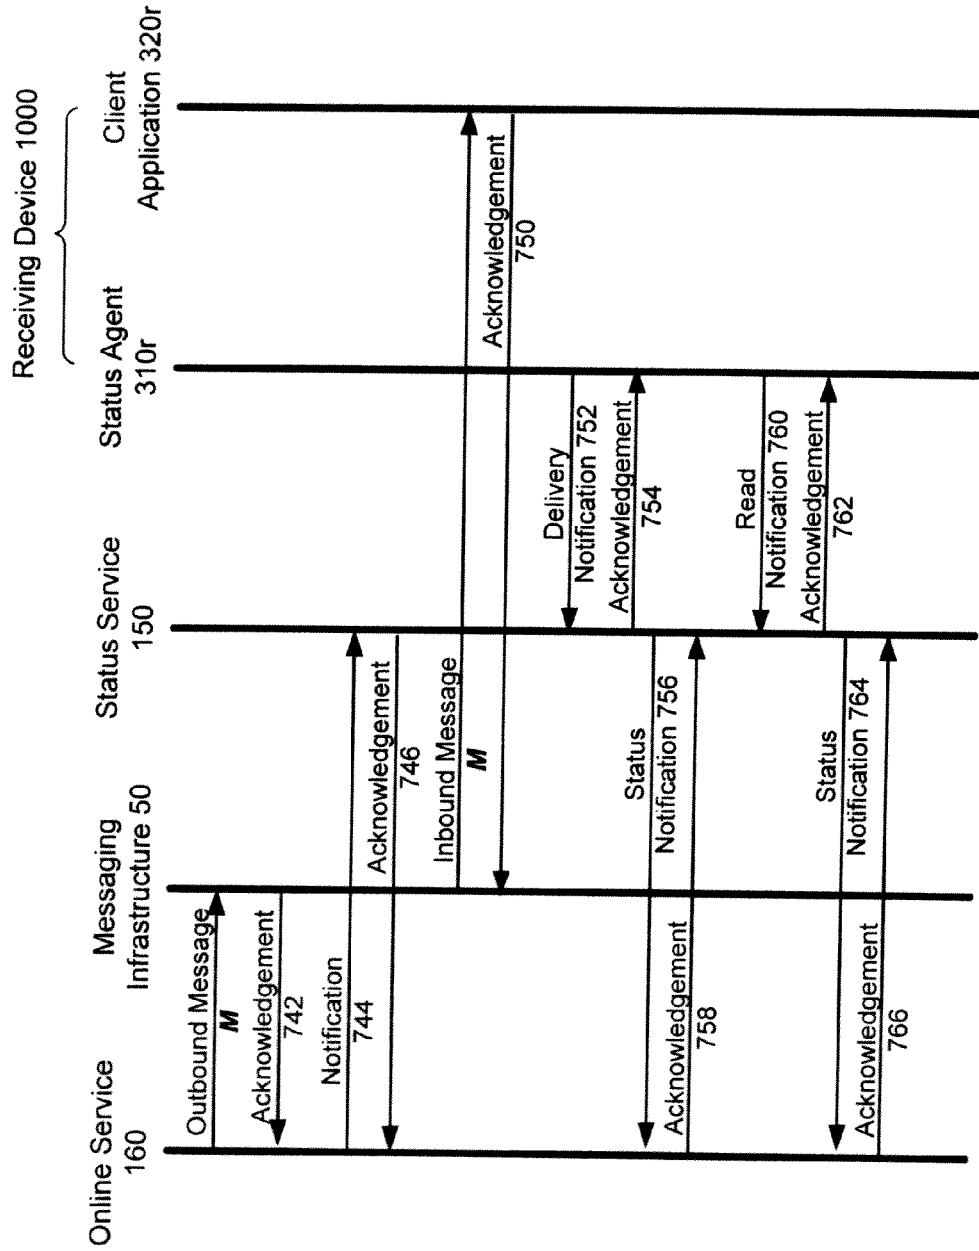 Receiving Device 1000
Online Service
160
Messaging
Infrastructure 50
Status Service
150
Status Agent
310r
Client
Application 320r
Outbound Message
M
Acknowledgement
742
Notification
744
Acknowledgement
746
Inbound Message
M
Acknowledgement
750
Delivery
Notification 752
Acknowledgement
754
Status
Notification 756
Acknowledgement
758
Read
Notification 760
Acknowledgement
762
Status
Notification 764
Acknowledgement
766